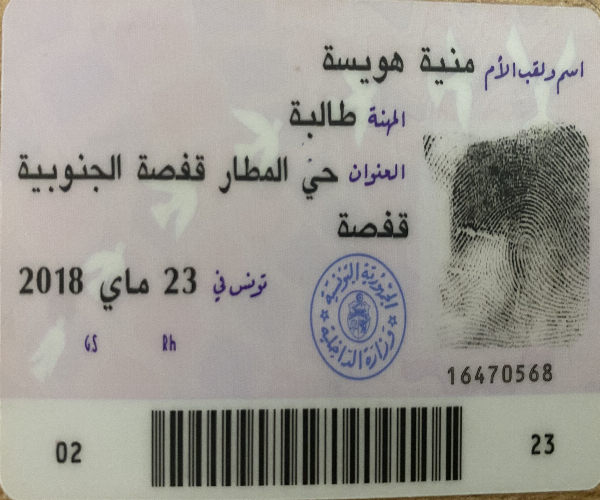 اسم ولقب الأم منية هويسة
المهنة طالبة
العنوان حي المطار قفصة الجنوبية
قفصة
تونس في 23 ماي 2018
GS Rh
الجمهورية التونسية
وزارة الداخلية
16470568
02 23